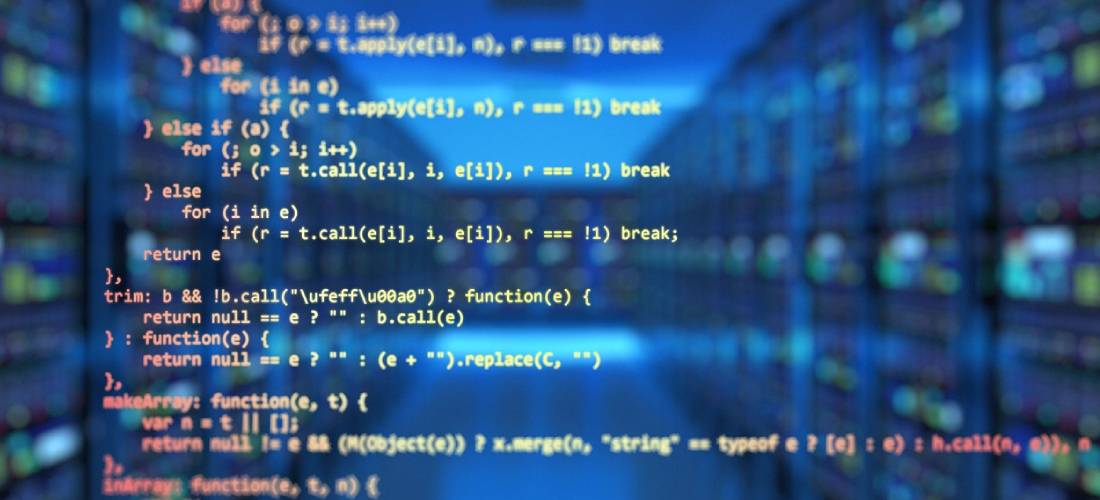 if (a) {
for (; o > i; i++)
if (r = t.apply(e[i], n), r === !1) break
} else
for (i in e)
if (r = t.apply(e[i], n), r === !1) break
} else if (a) {
for (; o > i; i++)
if (r = t.call(e[i], i, e[i]), r === !1) break
} else
for (i in e)
if (r = t.call(e[i], i, e[i]), r === !1) break;
return e
},
trim: b && !b.call("\ufeff\u00a0") ? function(e) {
return null == e ? "" : b.call(e)
} : function(e) {
return null == e ? "" : (e + "").replace(C, "")
},
makeArray: function(e, t) {
var n = t || [];
return null != e && (M(Object(e)) ? x.merge(n, "string" == typeof e ? [e] : e) : h.call(n, e)), n
},
inArray: function(e, t, n) {